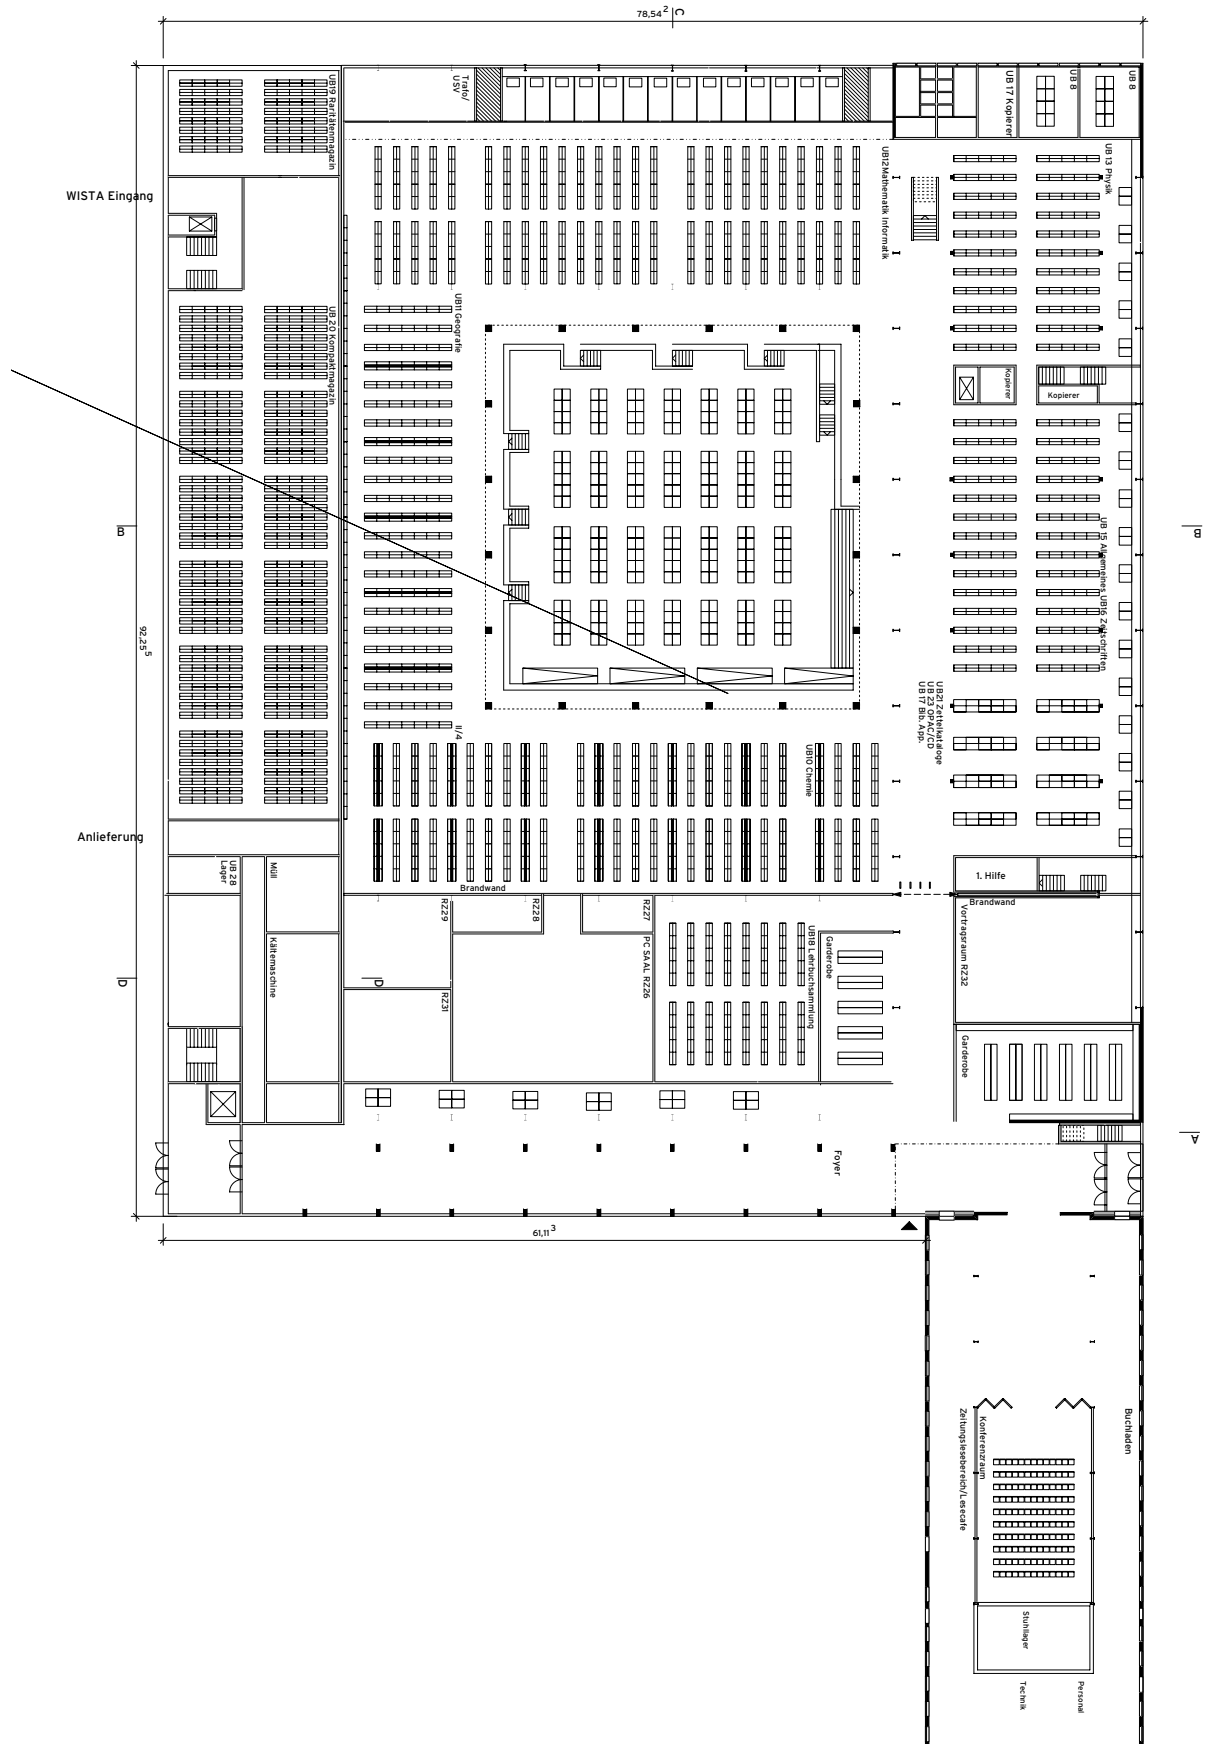 78,54²
C
Trafo/
USV
UB 17 Kopierer
UB 8
UB 8
UB19 Raritätenmagazin
WISTA Eingang
UB12 Mathematik Informatik
UB 13 Physik
UB 20 Kompaktmagazin
UB11 Geografie
Kopierer
Kopierer
B
B
UB 15 Allgemeines UB16 Zeitschriften
92,25⁵
UB21 Zettelkataloge
UB 23 OPAC/CD
UB 17 Bib. App.
II/4
UB10 Chemie
Anlieferung
UB 28
Lager
Müll
1. Hilfe
Brandwand
Brandwand
RZ29
RZ28
RZ27
Vortragsraum RZ32
UB18 Lehrbuchsammlung
Garderobe
PC SAAL RZ26
Kältemaschine
D
D
RZ31
Garderobe
A
Foyer
61,11³
Buchladen
Konferenzraum
Zeitungslesebereich/Lesecafe
Stuhllager
Technik
Personal